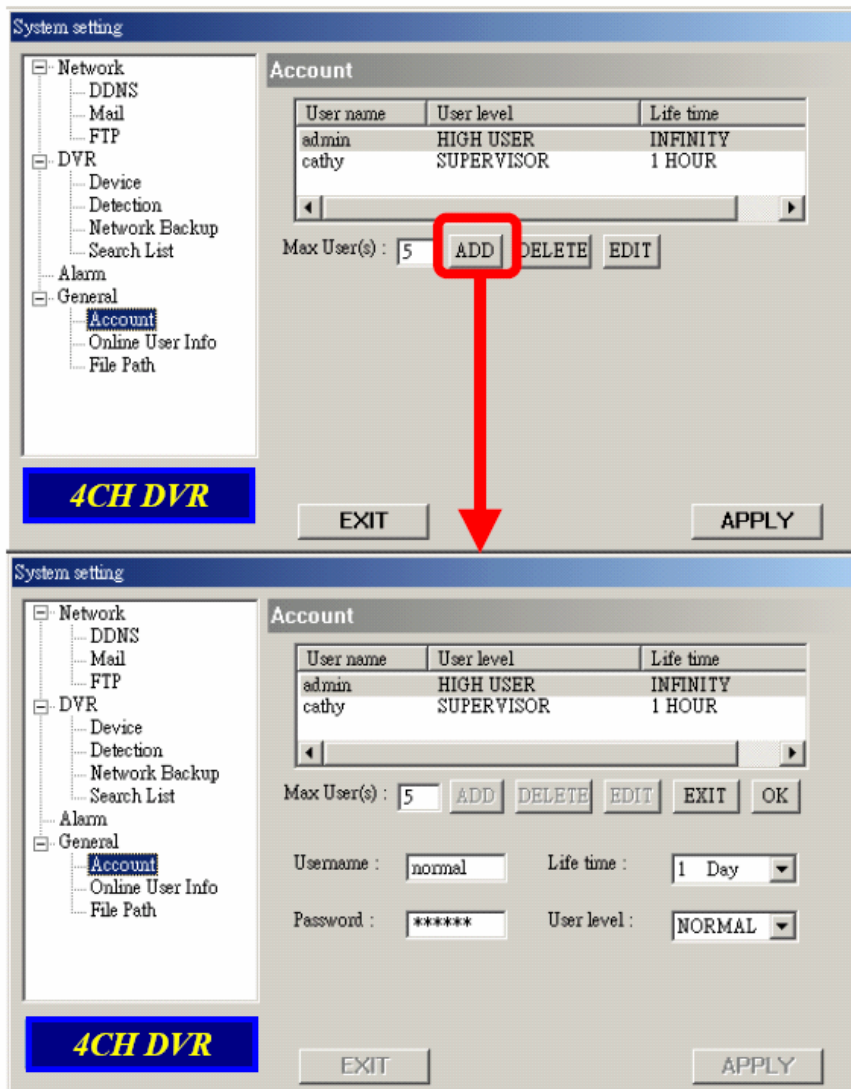 System setting
Network
DDNS
Mail
FTP
DVR
Device
Detection
Network Backup
Search List
Alarm
General
Account
Online User Info
File Path
4CH DVR
Account
User name User level Life time
admin HIGH USER INFINITY
cathy SUPERVISOR 1 HOUR
Max User(s) : 5 ADD DELETE EDIT
EXIT APPLY
System setting
Network
DDNS
Mail
FTP
DVR
Device
Detection
Network Backup
Search List
Alarm
General
Account
Online User Info
File Path
4CH DVR
Account
User name User level Life time
admin HIGH USER INFINITY
cathy SUPERVISOR 1 HOUR
Max User(s) : 5 ADD DELETE EDIT EXIT OK
Username : normal Life time : 1 Day
Password : ****** User level : NORMAL
EXIT APPLY